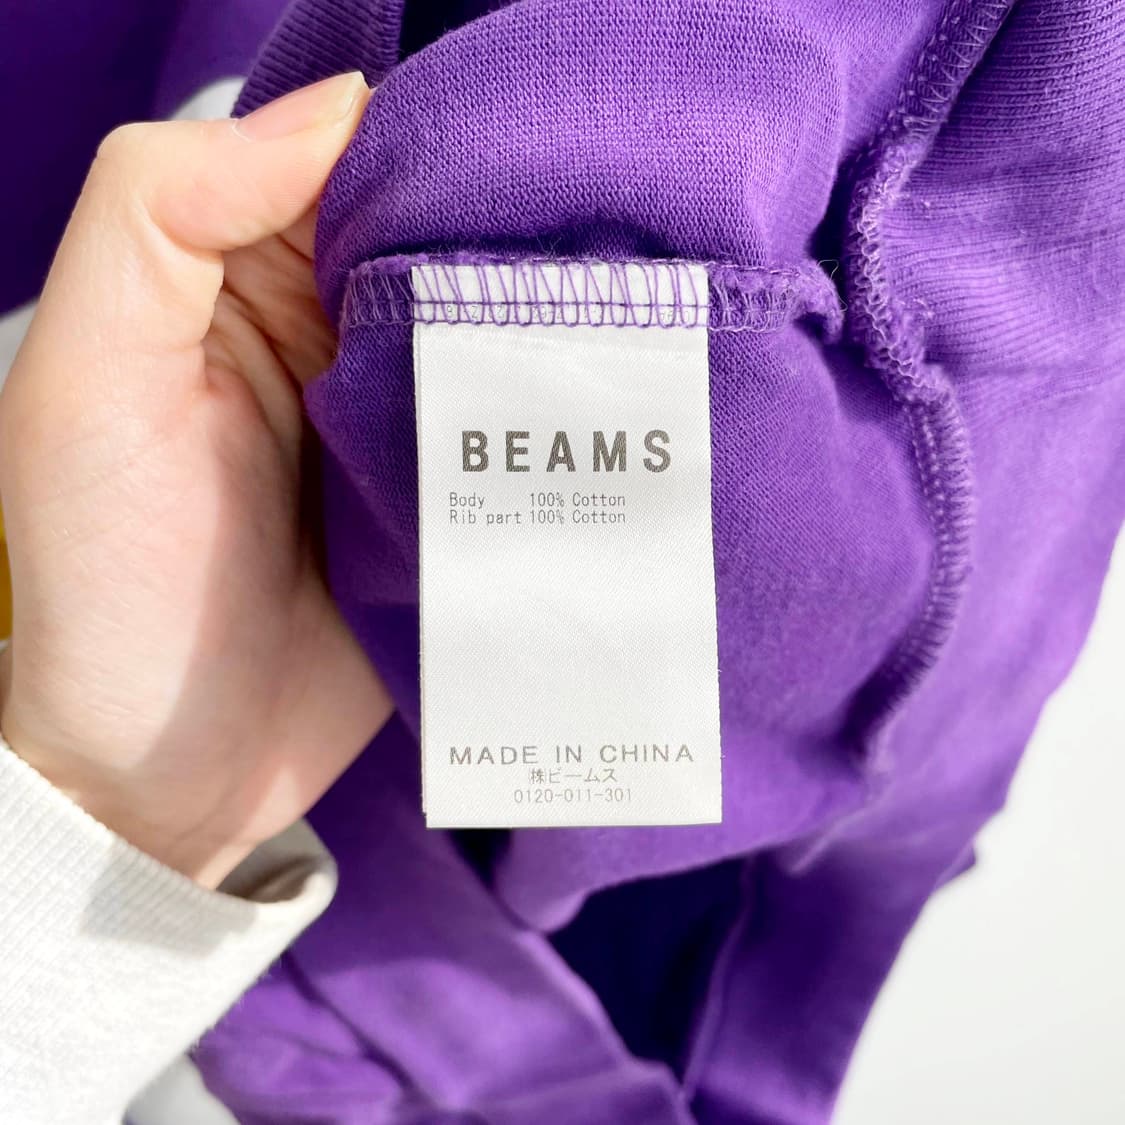 BEAMS
Body 100% Cotton
Rib part 100% Cotton
MADE IN CHINA
㈱ビームス
0120-011-301